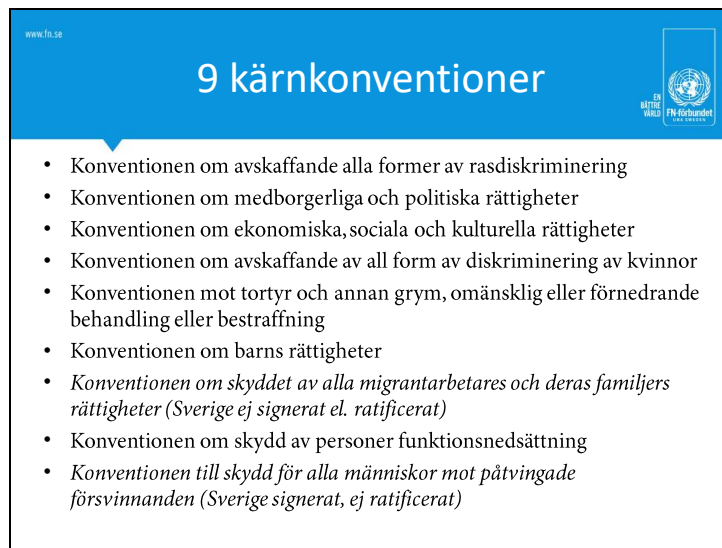 www.fn.se
9 kärnkonventioner
EN
BÄTTRE
VÄRLD
FN-förbundet
UNA SWEDEN
• Konventionen om avskaffande alla former av rasdiskriminering
• Konventionen om medborgerliga och politiska rättigheter
• Konventionen om ekonomiska, sociala och kulturella rättigheter
• Konventionen om avskaffande av all form av diskriminering av kvinnor
• Konventionen mot tortyr och annan grym, omänsklig eller förnedrande
behandling eller bestraffning
• Konventionen om barns rättigheter
• Konventionen om skyddet av alla migrantarbetares och deras familjers
rättigheter (Sverige ej signerat el. ratificerat)
• Konventionen om skydd av personer funktionsnedsättning
• Konventionen till skydd för alla människor mot påtvingade
försvinnanden (Sverige signerat, ej ratificerat)